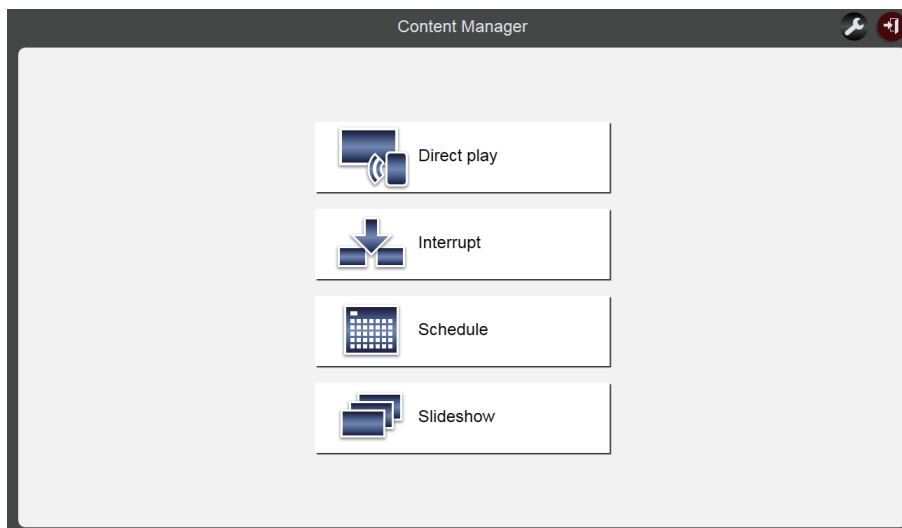 Content Manager
Direct play
Interrupt
Schedule
Slideshow